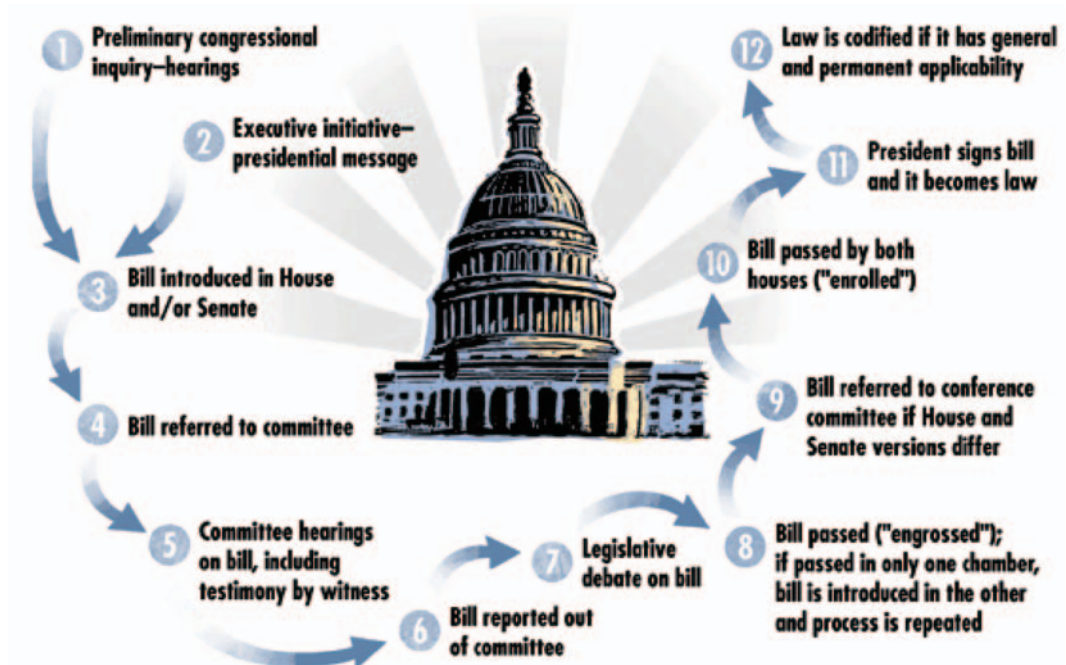 1 Preliminary congressional
inquiry–hearings
2 Executive initiative–
presidential message
3 Bill introduced in House
and/or Senate
4 Bill referred to committee
5 Committee hearings
on bill, including
testimony by witness
6 Bill reported out
of committee
7 Legislative
debate on bill
8 Bill passed ("engrossed");
if passed in only one chamber,
bill is introduced in the other
and process is repeated
9 Bill referred to conference
committee if House and
Senate versions differ
10 Bill passed by both
houses ("enrolled")
11 President signs bill
and it becomes law
12 Law is codified if it has general
and permanent applicability